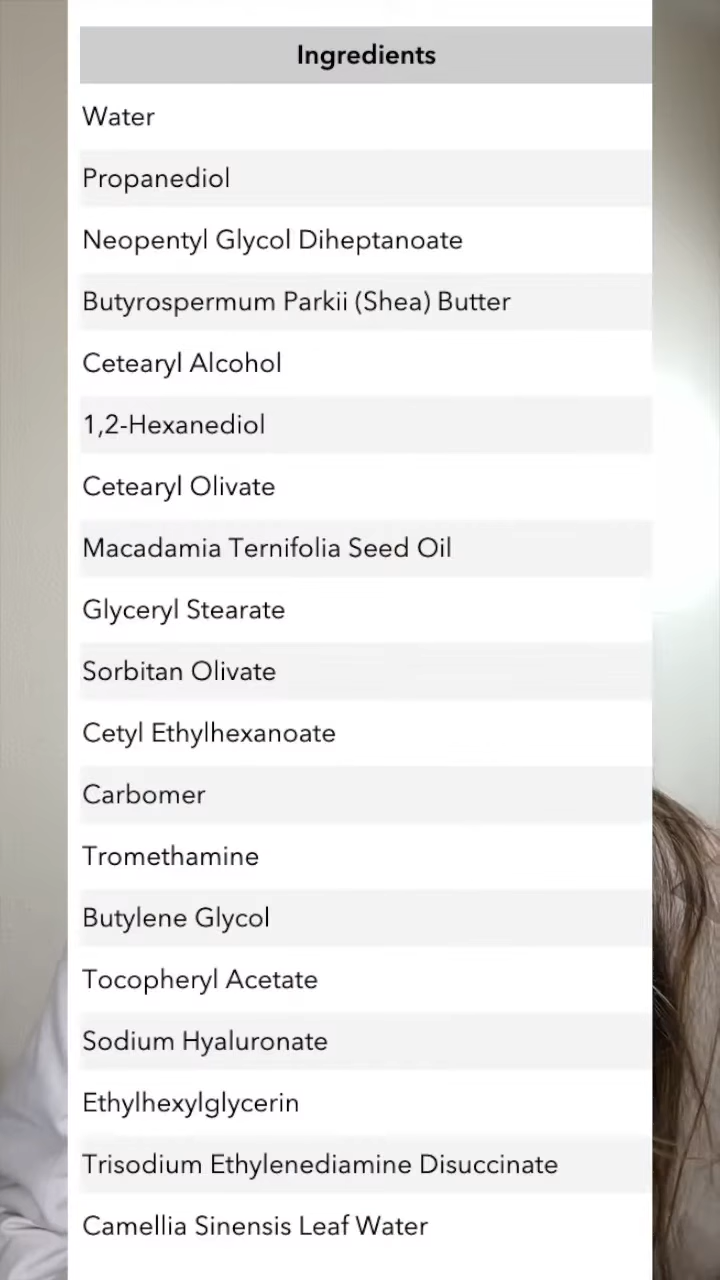 Ingredients
Water
Propanediol
Neopentyl Glycol Diheptanoate
Butyrospermum Parkii (Shea) Butter
Cetearyl Alcohol
1,2-Hexanediol
Cetearyl Olivate
Macadamia Ternifolia Seed Oil
Glyceryl Stearate
Sorbitan Olivate
Cetyl Ethylhexanoate
Carbomer
Tromethamine
Butylene Glycol
Tocopheryl Acetate
Sodium Hyaluronate
Ethylhexylglycerin
Trisodium Ethylenediamine Disuccinate
Camellia Sinensis Leaf Water